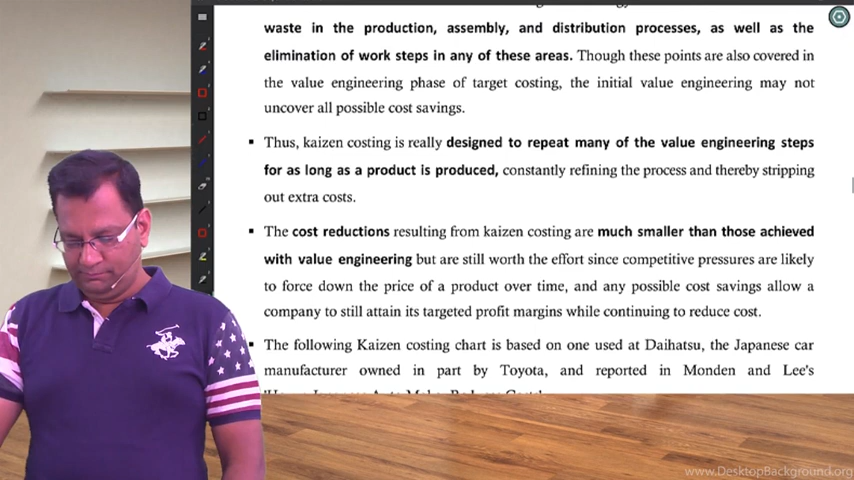 waste in the production, assembly, and distribution processes, as well as the
elimination of work steps in any of these areas. Though these points are also covered in
the value engineering phase of target costing, the initial value engineering may not
uncover all possible cost savings.
▪ Thus, kaizen costing is really designed to repeat many of the value engineering steps
for as long as a product is produced, constantly refining the process and thereby stripping
out extra costs.
▪ The cost reductions resulting from kaizen costing are much smaller than those achieved
with value engineering but are still worth the effort since competitive pressures are likely
to force down the price of a product over time, and any possible cost savings allow a
company to still attain its targeted profit margins while continuing to reduce cost.
▪ The following Kaizen costing chart is based on one used at Daihatsu, the Japanese car
manufacturer owned in part by Toyota, and reported in Monden and Lee's
www.DesktopBackground.org